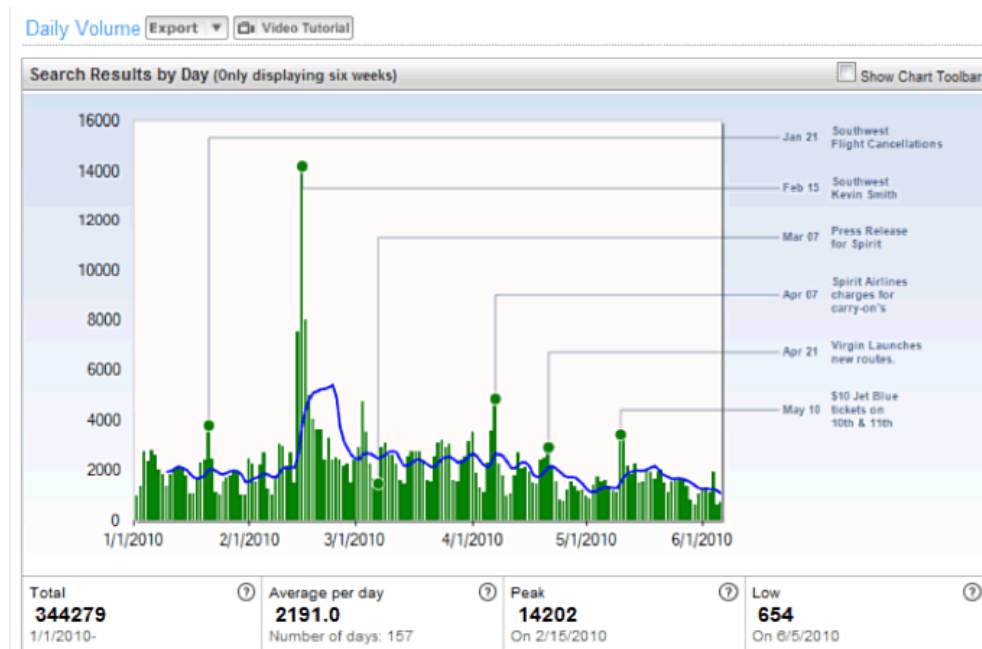 Daily Volume Export Video Tutorial
Search Results by Day (Only displaying six weeks)
Show Chart Toolbar
16000
14000
12000
10000
8000
6000
4000
2000
0
1/1/2010
2/1/2010
3/1/2010
4/1/2010
5/1/2010
6/1/2010
Jan 21
Southwest
Flight Cancellations
Feb 15
Southwest
Kevin Smith
Mar 07
Press Release
for Spirit
Apr 07
Spirit Airlines
charges for
carry-on's
Apr 21
Virgin Launches
new routes.
May 10
$10 Jet Blue
tickets on
10th & 11th
Total ?
344279
1/1/2010-
Average per day ?
2191.0
Number of days: 157
Peak ?
14202
On 2/15/2010
Low ?
654
On 6/5/2010